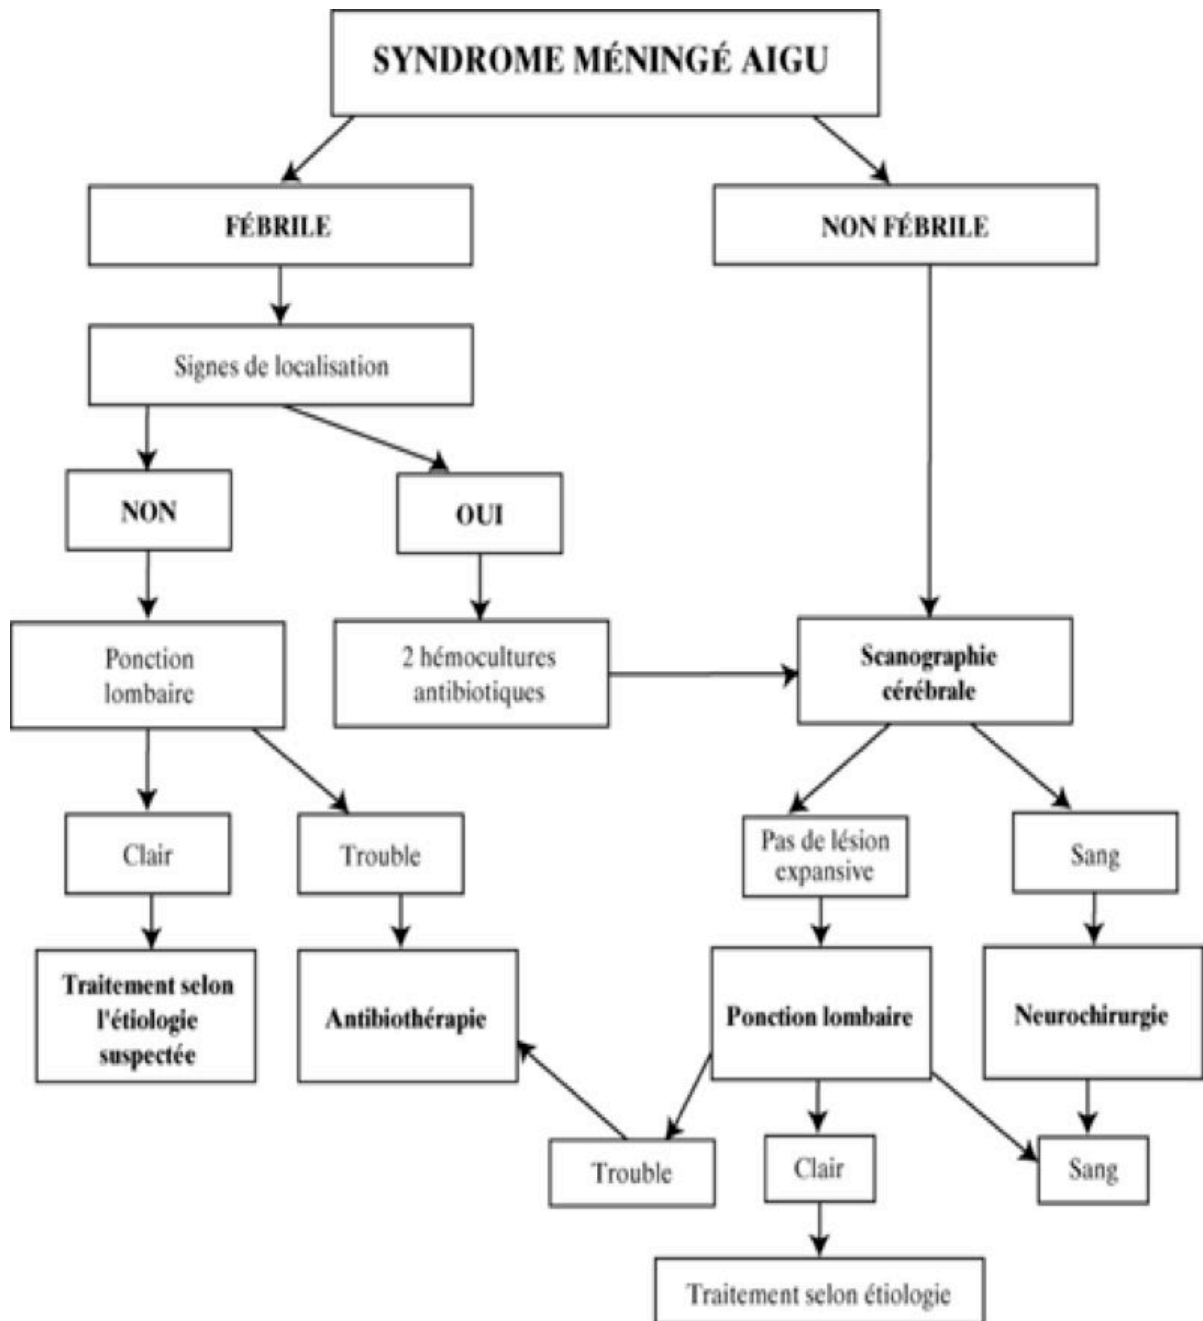 SYNDROME MÉNINGÉ AIGU
FÉBRILE
NON FÉBRILE
Signes de localisation
NON
OUI
Ponction
lombaire
2 hémocultures
antibiotiques
Scanographie
cérébrale
Clair
Trouble
Pas de lésion
expansive
Sang
Traitement selon
l'étiologie
suspectée
Antibiothérapie
Ponction lombaire
Neurochirurgie
Trouble
Clair
Sang
Traitement selon étiologie